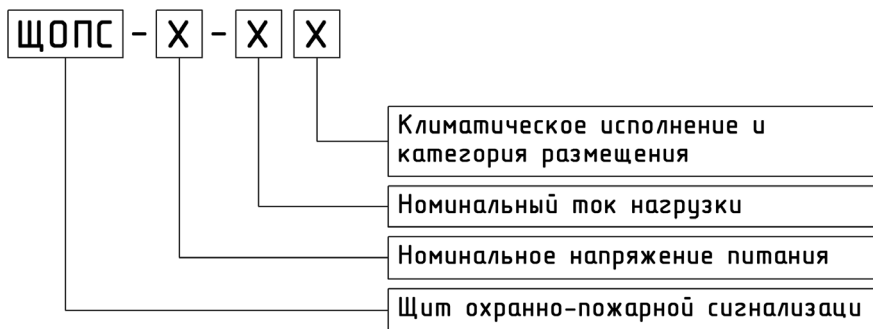 ЩОПС - X - X X
Климатическое исполнение и
категория размещения
Номинальный ток нагрузки
Номинальное напряжение питания
Щит охранно-пожарной сигнализаци